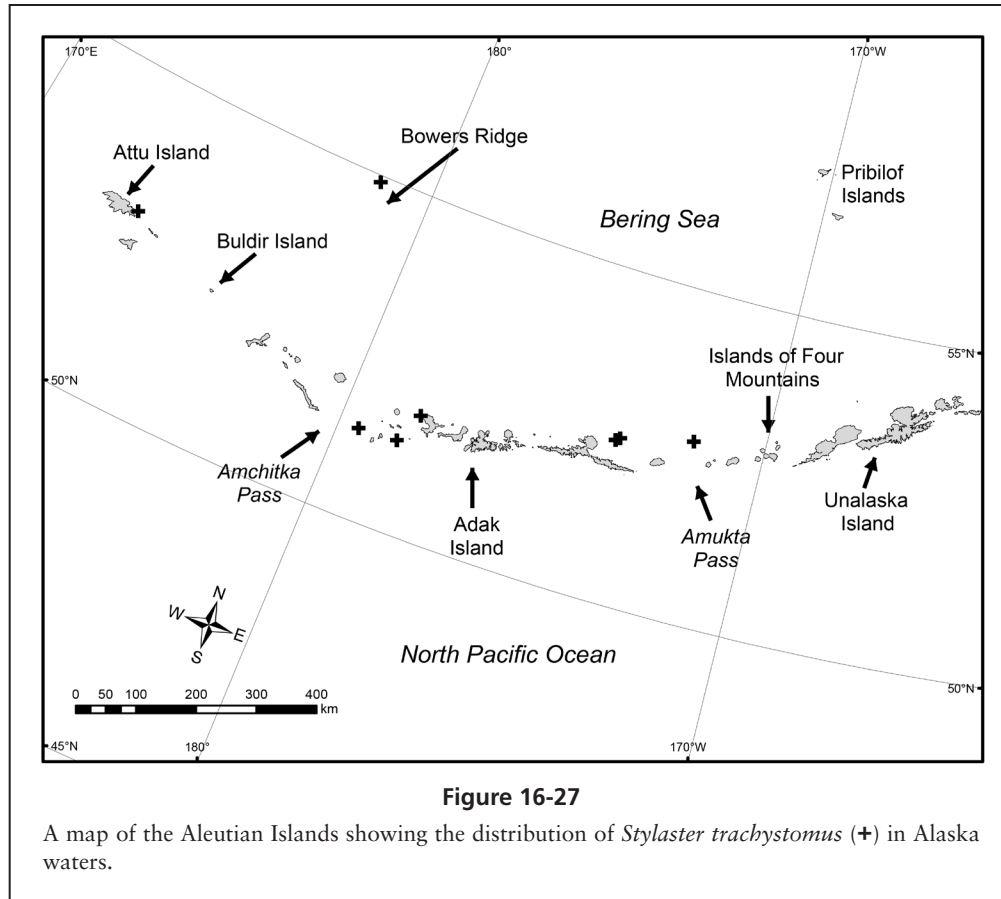 170°E
180°
170°W
Bowers Ridge
Attu Island
Pribilof
Islands
Bering Sea
Buldir Island
Islands of Four
Mountains
55°N
50°N
Amchitka
Pass
Adak
Island
Amukta
Pass
Unalaska
Island
N
W
E
S
North Pacific Ocean
50°N
0 50 100 200 300 400
km
45°N
180°
170°W
Figure 16-27
A map of the Aleutian Islands showing the distribution of Stylaster trachystomus (+) in Alaska
waters.